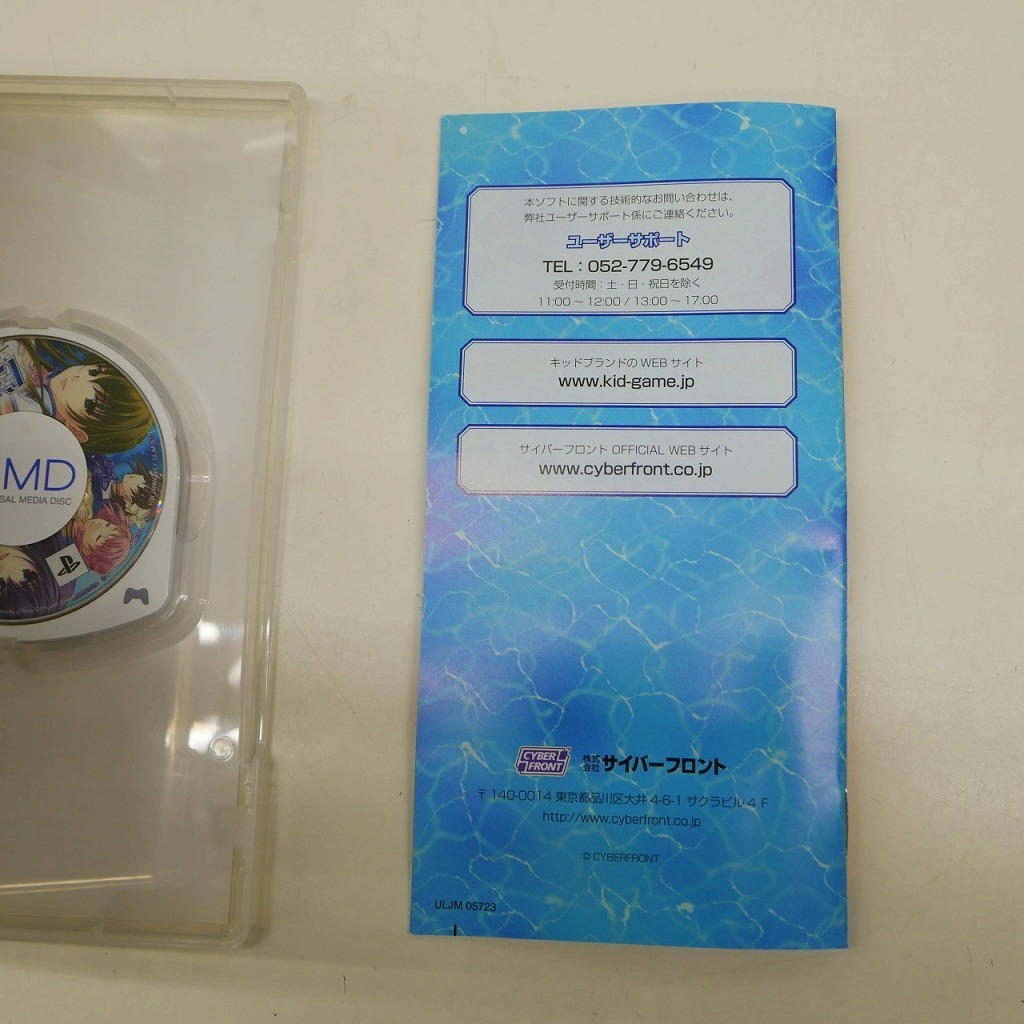 MD
SAL MEDIA DISC
本ソフトに関する技術的なお問い合わせは、
弊社ユーザーサポート係にご連絡ください。
ユーザーサポート
TEL : 052-779-6549
受付時間：土・日・祝日を除く
11:00 ~ 12:00 / 13:00 ~ 17:00
キッドブランドの WEB サイト
www.kid-game.jp
サイバーフロント OFFICIAL WEB サイト
www.cyberfront.co.jp
CYBER FRONT 株式会社 サイバーフロント
〒 140-0014 東京都品川区大井 4-6-1 サクラビル 4 F
http://www.cyberfront.co.jp
© CYBERFRONT
ULJM 05723